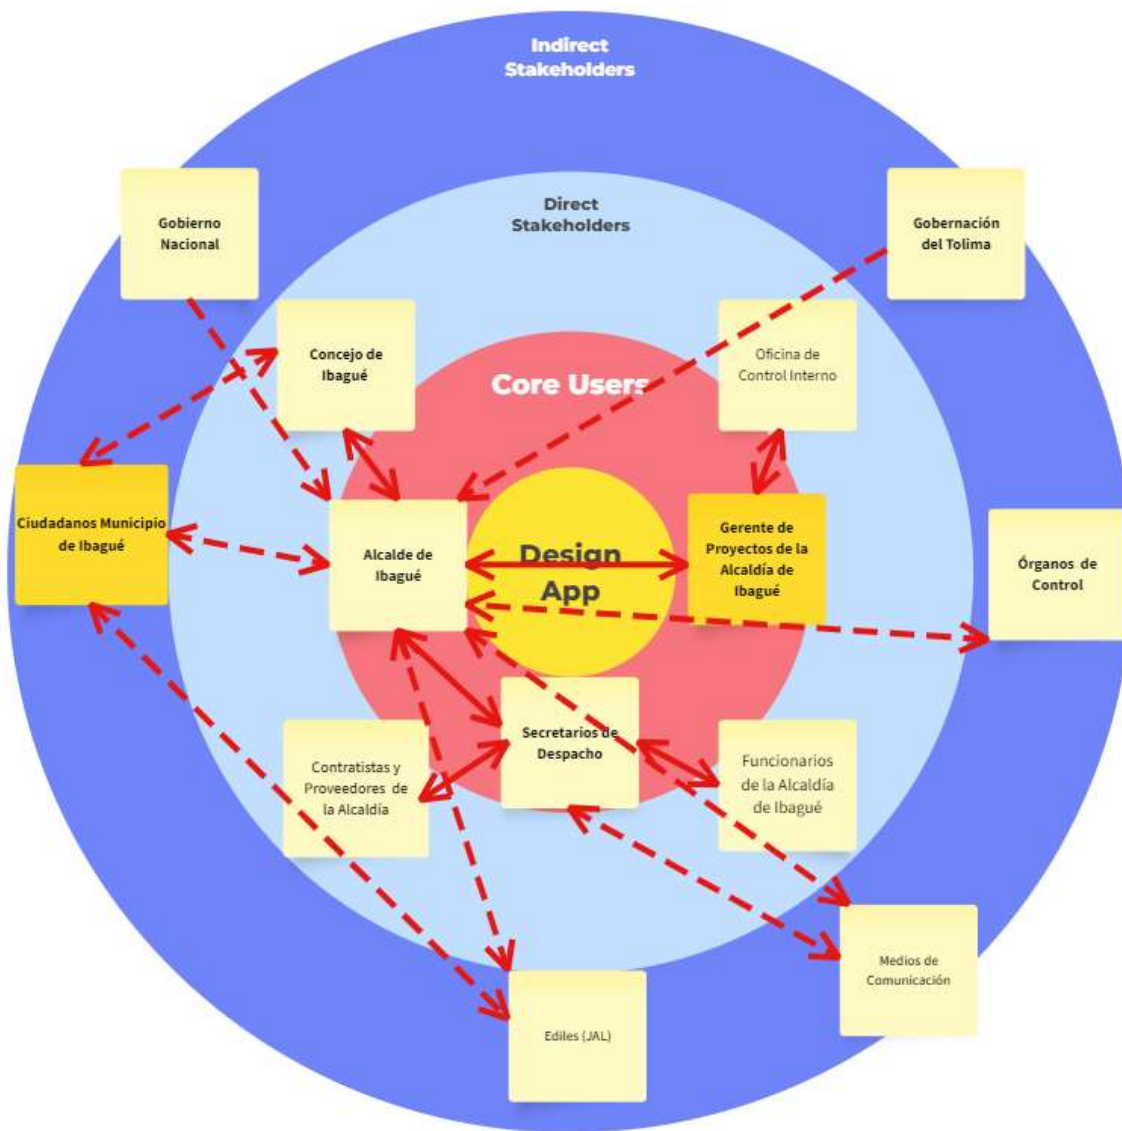 Indirect
Stakeholders
Direct
Stakeholders
Gobierno
Nacional
Gobernación
del Tolima
Concejo de
Ibagué
Oficina de
Control Interno
Core Users
Ciudadanos Municipio
de Ibagué
Alcalde de
Ibagué
Design
App
Gerente de
Proyectos de la
Alcaldía de
Ibagué
Órganos de
Control
Secretarios de
Despacho
Contratistas y
Proveedores de
la Alcaldía
Funcionarios
de la Alcaldía
de Ibagué
Medios de
Comunicación
Ediles (JAL)